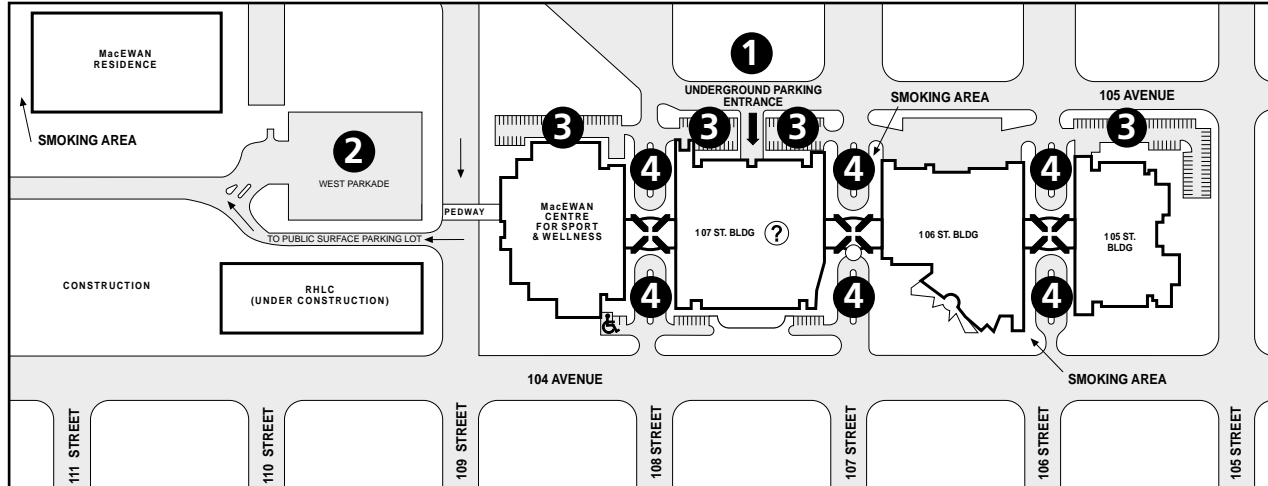 MacEWAN
RESIDENCE
SMOKING AREA
1
UNDERGROUND PARKING
ENTRANCE
SMOKING AREA
105 AVENUE
2
WEST PARKADE
3
3
3
3
4
4
4
PEDWAY
MacEWAN
CENTRE
FOR SPORT
& WELLNESS
107 ST. BLDG
?
106 ST. BLDG
105 ST.
BLDG
TO PUBLIC SURFACE PARKING LOT
CONSTRUCTION
RHLC
(UNDER CONSTRUCTION)
4
4
4
104 AVENUE
SMOKING AREA
111 STREET
110 STREET
109 STREET
108 STREET
107 STREET
106 STREET
105 STREET